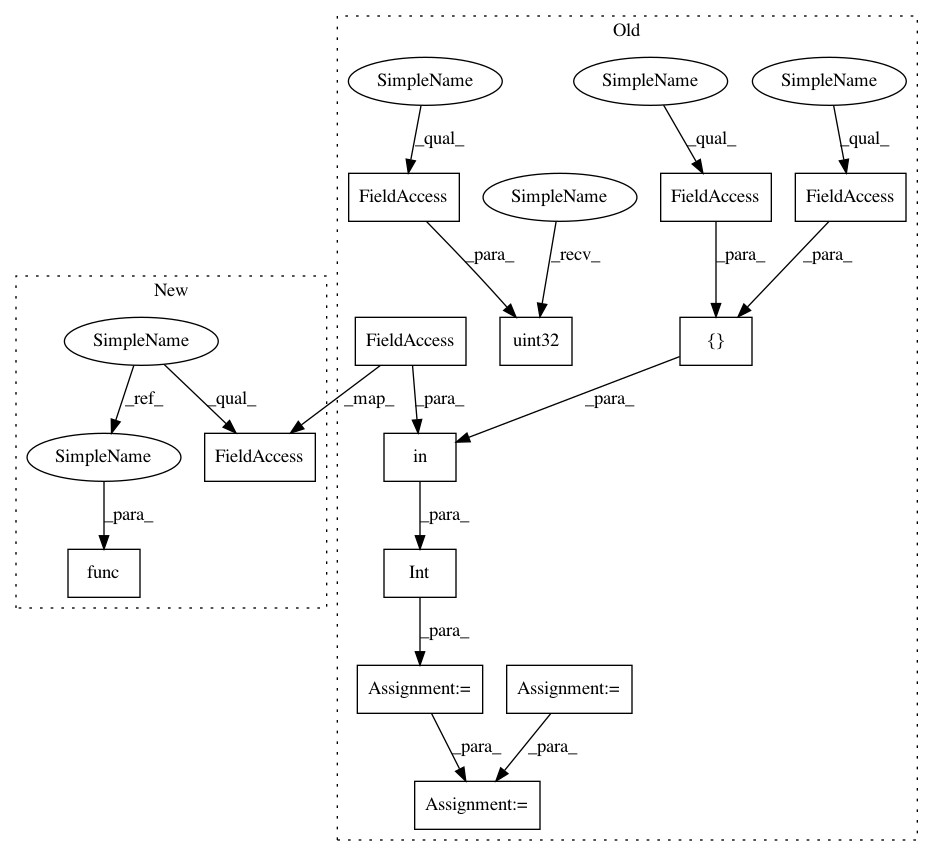 Old
SimpleName
SimpleName
SimpleName
_qual_
_qual_
_qual_
FieldAccess
SimpleName
FieldAccess
FieldAccess
_para_
_recv_
_para_
_para_
New
SimpleName
FieldAccess
uint32
{}
_ref_
_qual_
_map_
_para_
_para_
SimpleName
FieldAccess
in
_para_
_para_
func
Int
_para_
Assignment:=
Assignment:=
_para_
_para_
Assignment:=